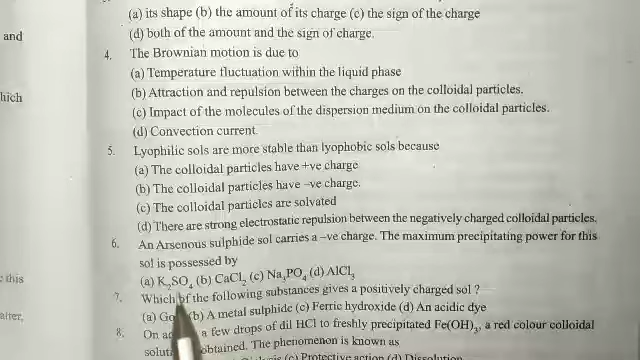 (a) its shape (b) the amount of its charge (c) the sign of the charge
(d) both of the amount and the sign of charge.
and
4. The Brownian motion is due to
(a) Temperature fluctuation within the liquid phase
(b) Attraction and repulsion between the charges on the colloidal particles.
(c) Impact of the molecules of the dispersion medium on the colloidal particles.
(d) Convection current.
5. Lyophilic sols are more stable than lyophobic sols because
(a) The colloidal particles have +ve charge
(b) The colloidal particles have –ve charge.
(c) The colloidal particles are solvated
(d) There are strong electrostatic repulsion between the negatively charged colloidal particles.
6. An Arsenous sulphide sol carries a –ve charge. The maximum precipitating power for this
sol is possessed by
(a) K₂SO₄ (b) CaCl₂ (c) Na₃PO₄ (d) AlCl₃
this
7. Which of the following substances gives a positively charged sol ?
(b) A metal sulphide (c) Ferric hydroxide (d) An acidic dye
8. On a few drops of dil HCl to freshly precipitated Fe(OH)₃, a red colour colloidal
obtained. The phenomenon is known as
(c) Protective action (d) Dissolution